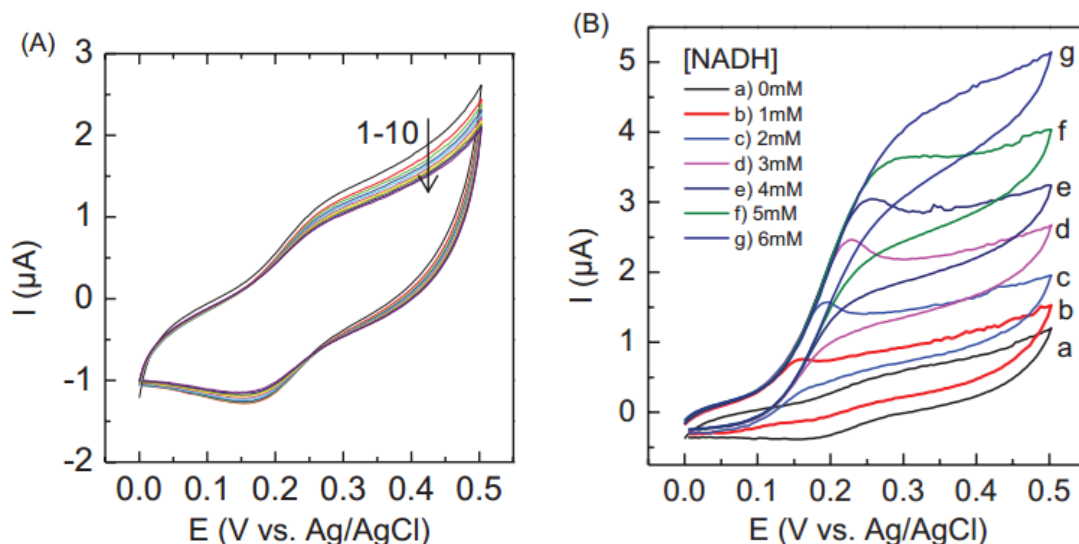 (A)
3
2
1
0
-1
-2
I (µA)
1-10
0.0 0.1 0.2 0.3 0.4 0.5
E (V vs. Ag/AgCl)
(B)
5
4
3
2
1
0
I (µA)
[NADH]
a) 0mM
b) 1mM
c) 2mM
d) 3mM
e) 4mM
f) 5mM
g) 6mM
g
f
e
d
c
b
a
0.0 0.1 0.2 0.3 0.4 0.5
E (V vs. Ag/AgCl)